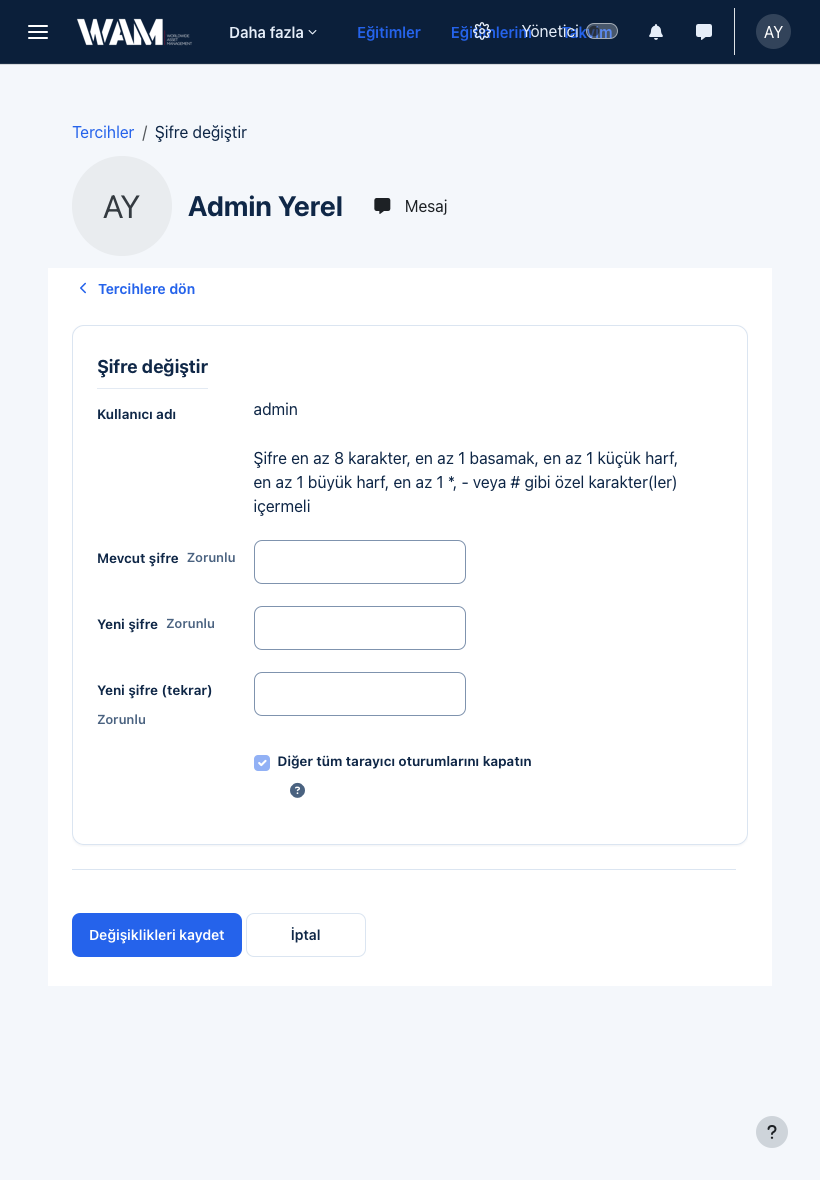 WAM
WORLDWIDE
ASSET
MANAGEMENT
Daha fazla
Eğitimler
Yönetici
AY
Tercihler / Şifre değiştir
AY
Admin Yerel
Mesaj
Tercihlere dön
Şifre değiştir
Kullanıcı adı
admin
Şifre en az 8 karakter, en az 1 basamak, en az 1 küçük harf,
en az 1 büyük harf, en az 1 *, - veya # gibi özel karakter(ler)
içermeli
Mevcut şifre Zorunlu
Yeni şifre Zorunlu
Yeni şifre (tekrar)
Zorunlu
Diğer tüm tarayıcı oturumlarını kapatın
?
Değişiklikleri kaydet
İptal
?